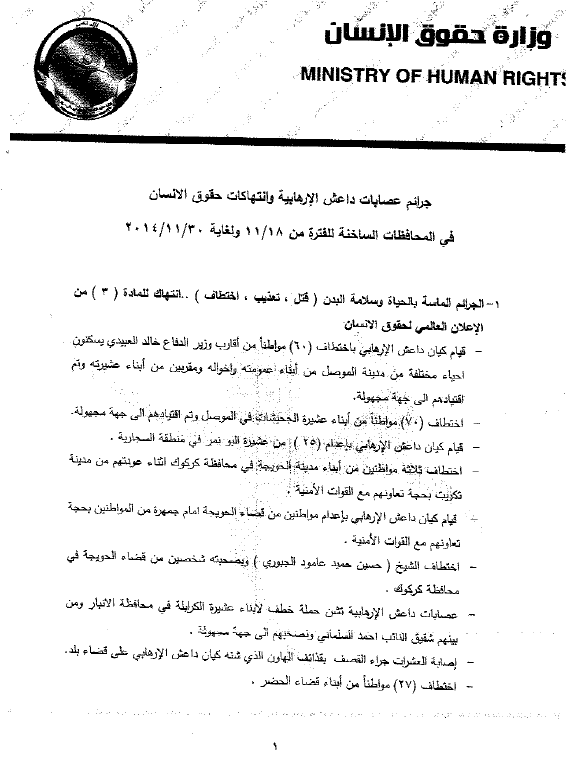 وزارة حقوق الإنسان
MINISTRY OF HUMAN RIGHTS
جرائم عصابات داعش الإرهابية وانتهاكات حقوق الانسان
في المحافظات الساخنة للفترة من ١١/١٨ ولغاية ٢٠١٤/١١/٣٠
١- الجرائم الماسة بالحياة وسلامة البدن ( قتل ، تعذيب ، اختطاف ) ..انتهاك للمادة ( ٣ ) من
الإعلان العالمي لحقوق الانسان
- قيام كيان داعش الإرهابي باختطاف (٦٠) مواطناً من أقارب وزير الدفاع خالد العبيدي يسكنون
احياء مختلفة من مدينة الموصل من أبناء عمومته واخواله ومقربين من أبناء عشيرته وتم
اقتيادهم الى جهة مجهولة.
- اختطاف (٧٠) مواطناً من أبناء عشيرة الجحيشات في الموصل وتم اقتيادهم الى جهة مجهولة.
- قيام كيان داعش الإرهابي بإعدام (٢٥ ) من عشيرة البو نمر في منطقة السجارية .
- اختطاف ثلاثة مواطنين من أبناء مدينة الحويجة في محافظة كركوك اثناء عودتهم من مدينة
تكريت بحجة تعاونهم مع القوات الأمنية .
- قيام كيان داعش الإرهابي بإعدام مواطنين من قضاء الحويجة امام جمهرة من المواطنين بحجة
تعاونهم مع القوات الأمنية .
- اختطاف الشيخ ( حسين حميد عامود الجبوري ) وبصحبته شخصين من قضاء الحويجة في
محافظة كركوك .
- عصابات داعش الإرهابية تشن حملة خطف لأبناء عشيرة الكرابلة في محافظة الانبار ومن
بينهم شقيق النائب احمد السلماني وتصحبهم الى جهة مجهولة .
- إصابة العشرات جراء القصف بقذائف الهاون الذي شنه كيان داعش الإرهابي على قضاء بلد.
- اختطاف (٢٧) مواطناً من أبناء قضاء الحضر .
١